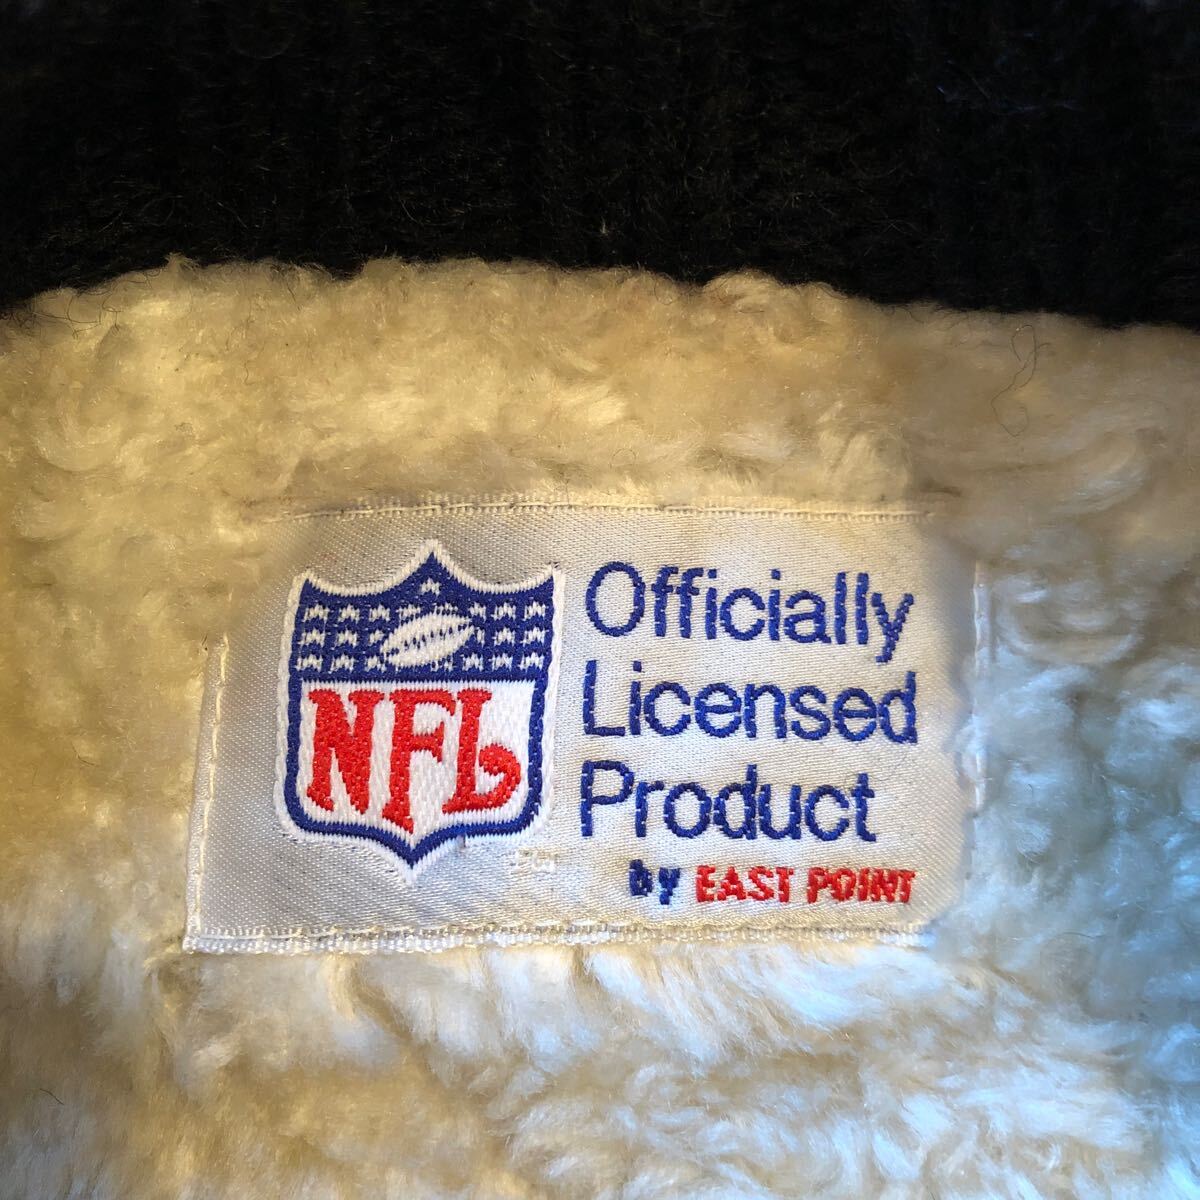 NFL
Officially
Licensed
Product
by EAST POINT